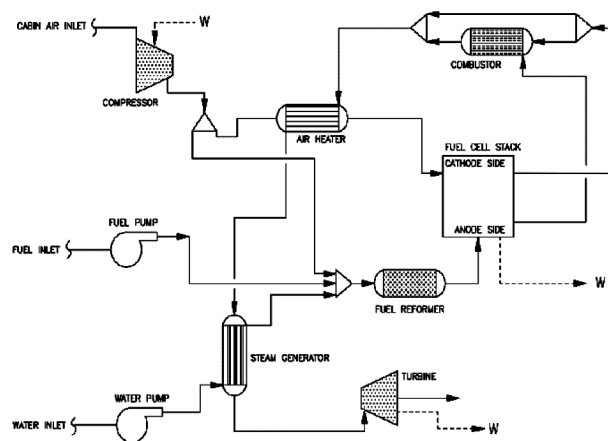 CABIN AIR INLET
W
COMBUSTOR
COMPRESSOR
AIR HEATER
FUEL CELL STACK
CATHODE SIDE
ANODE SIDE
FUEL PUMP
FUEL INLET
W
FUEL REFORMER
STEAM GENERATOR
TURBINE
WATER PUMP
WATER INLET
W